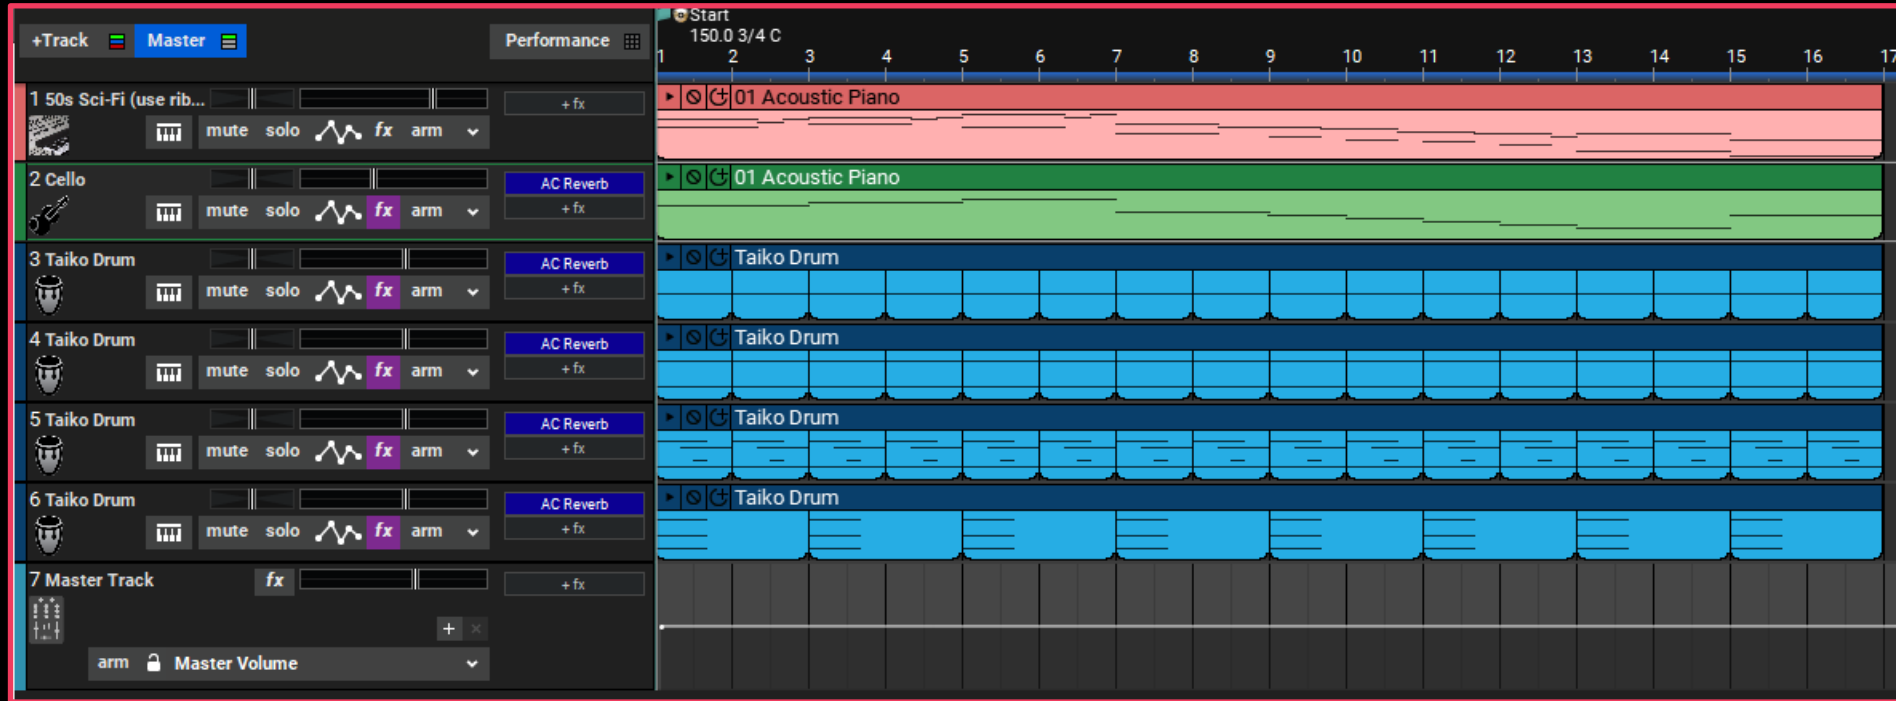 +Track Master Performance
Start
150.0 3/4 C
1 2 3 4 5 6 7 8 9 10 11 12 13 14 15 16 17
1 50s Sci-Fi (use rib... + fx 01 Acoustic Piano
mute solo fx arm
2 Cello AC Reverb 01 Acoustic Piano
mute solo fx arm + fx
3 Taiko Drum AC Reverb Taiko Drum
mute solo fx arm + fx
4 Taiko Drum AC Reverb Taiko Drum
mute solo fx arm + fx
5 Taiko Drum AC Reverb Taiko Drum
mute solo fx arm + fx
6 Taiko Drum AC Reverb Taiko Drum
mute solo fx arm + fx
7 Master Track fx + fx
+ ×
arm Master Volume